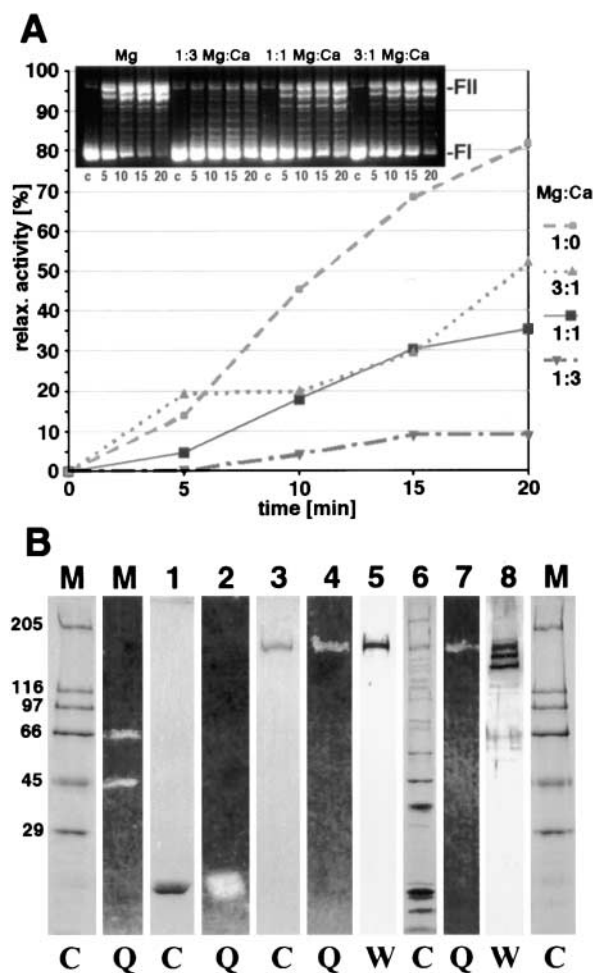 A
Mg 1:3 Mg:Ca 1:1 Mg:Ca 3:1 Mg:Ca
-FII
-FI
c 5 10 15 20 c 5 10 15 20 c 5 10 15 20 c 5 10 15 20
relax. activity [%]
100
90
80
70
60
50
40
30
20
10
0
0 5 10 15 20
time [min]
Mg:Ca
1:0
3:1
1:1
1:3
B
M M 1 2 3 4 5 6 7 8 M
205
116
97
66
45
29
C Q C Q C Q W C Q W C